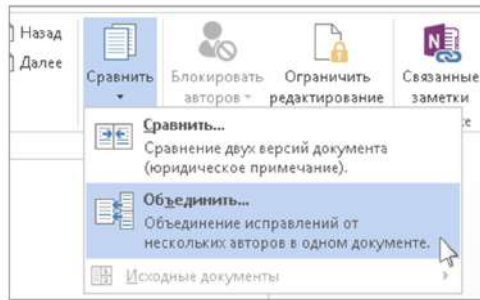 Назад
Далее
Сравнить
Блокировать
авторов
Ограничить
редактирование
Связанные
заметки
Сравнить...
Сравнение двух версий документа
(юридическое примечание).
Объединить...
Объединение исправлений от
нескольких авторов в одном документе.
Исходные документы